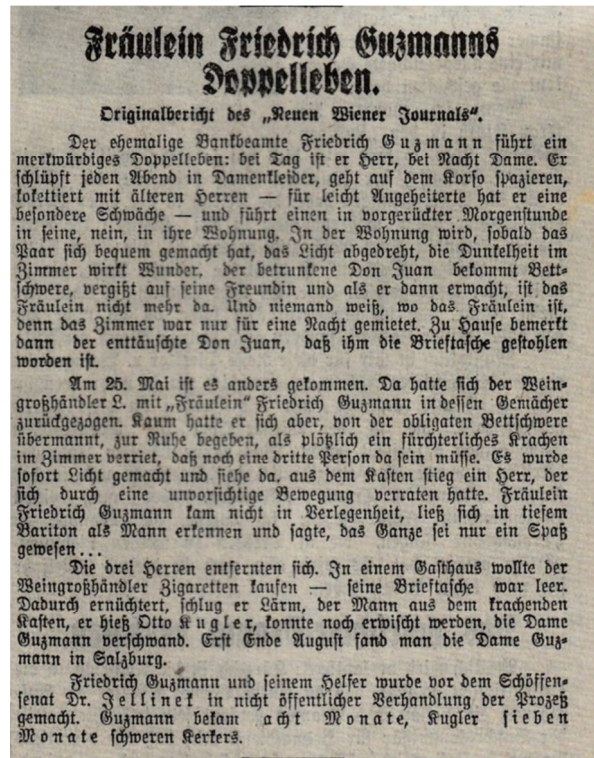 Fräulein Friedrich Guzmanns
Doppelleben.
Originalbericht des „Neuen Wiener Journals“.
Der ehemalige Bankbeamte Friedrich Guzmann führt ein
merkwürdiges Doppelleben: bei Tag ist er Herr, bei Nacht Dame. Er
schlüpft jeden Abend in Damenkleider, geht auf dem Korso spazieren,
kokettiert mit älteren Herren — für leicht Angeheiterte hat er eine
besondere Schwäche — und führt einen in vorgerückter Morgenstunde
in seine, nein, in ihre Wohnung. In der Wohnung wird, sobald das
Paar sich bequem gemacht hat, das Licht abgedreht, die Dunkelheit im
Zimmer wirkt Wunder, der betrunkene Don Juan bekommt Bett-
schwere, vergißt auf seine Freundin und als er dann erwacht, ist das
Fräulein nicht mehr da. Und niemand weiß, wo das Fräulein ist,
denn das Zimmer war nur für eine Nacht gemietet. Zu Hause bemerkt
dann der enttäuschte Don Juan, daß ihm die Brieftasche gestohlen
worden ist.
Am 25. Mai ist es anders gekommen. Da hatte sich der Wein-
großhändler L. mit „Fräulein“ Friedrich Guzmann in dessen Gemächer
zurückgezogen. Kaum hatte er sich aber, von der obligaten Bettschwere
übermannt, zur Ruhe begeben, als plötzlich ein fürchterliches Krachen
im Zimmer verriet, daß noch eine dritte Person da sein müsse. Es wurde
sofort Licht gemacht und siehe da, aus dem Kasten stieg ein Herr, der
sich durch eine unvorsichtige Bewegung verraten hatte. Fräulein
Friedrich Guzmann kam nicht in Verlegenheit, ließ sich in tiefem
Bariton als Mann erkennen und sagte, das Ganze sei nur ein Spaß
gewesen...
Die drei Herren entfernten sich. In einem Gasthaus wollte der
Weingroßhändler Zigaretten kaufen — seine Brieftasche war leer.
Dadurch ernüchtert, schlug er Lärm, der Mann aus dem krachenden
Kasten, er hieß Otto Kugler, konnte noch erwischt werden, die Dame
Guzmann verschwand. Erst Ende August fand man die Dame Guz-
mann in Salzburg.
Friedrich Guzmann und seinem Helfer wurde vor dem Schöffen-
senat Dr. Jellinek in nicht öffentlicher Verhandlung der Prozeß
gemacht. Guzmann bekam acht Monate, Kugler sieben
Monate schweren Kerkers.